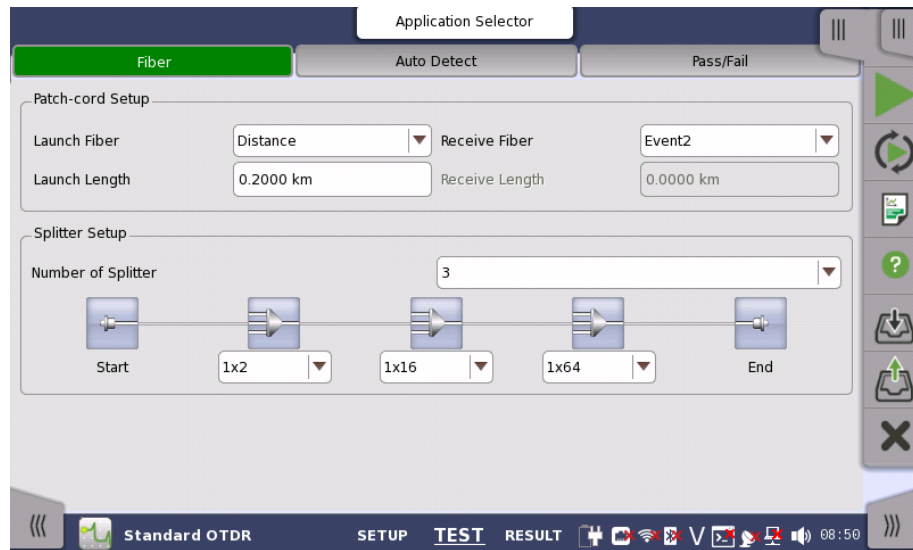 Application Selector
Fiber
Auto Detect
Pass/Fail
Patch-cord Setup
Launch Fiber
Distance
Receive Fiber
Event2
Launch Length
0.2000 km
Receive Length
0.0000 km
Splitter Setup
Number of Splitter
3
Start
1x2
1x16
1x64
End
Standard OTDR
SETUP
TEST
RESULT
08:50